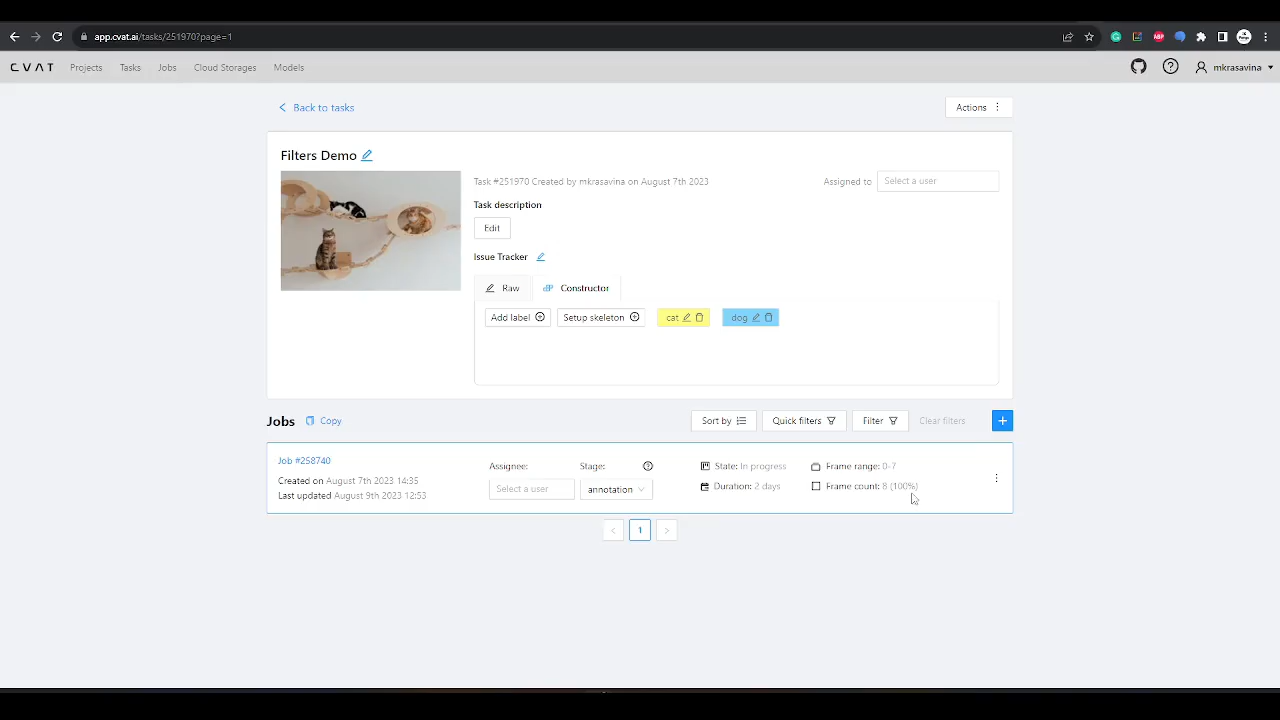 app.cvat.ai/tasks/251970?page=1
CVAT Projects Tasks Jobs Cloud Storages Models mkrasavina
Back to tasks Actions
Filters Demo
Task #251970 Created by mkrasavina on August 7th 2023 Assigned to Select a user
Task description
Edit
Issue Tracker
Raw Constructor
Add label Setup skeleton cat dog
Jobs Copy Sort by Quick filters Filter Clear filters
Job #258740 Assignee: Stage: State: In progress Frame range: 0-7
Created on August 7th 2023 14:35 Select a user annotation Duration: 2 days Frame count: 8 (100%)
Last updated August 9th 2023 12:53
1